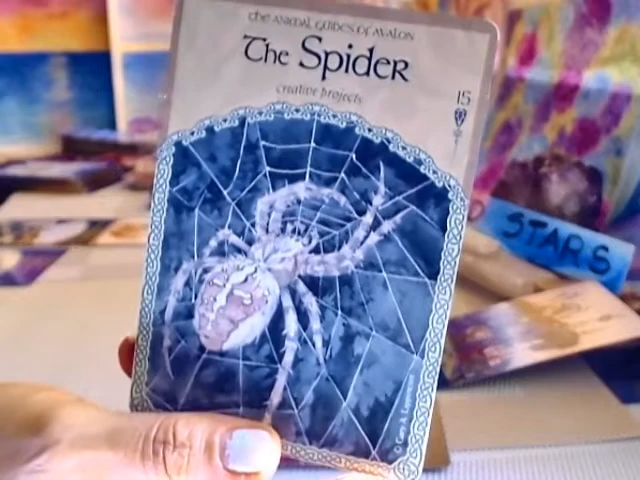 the ANIMAL GUIDES OF AVALON
The Spider
creative projects
15
STARS